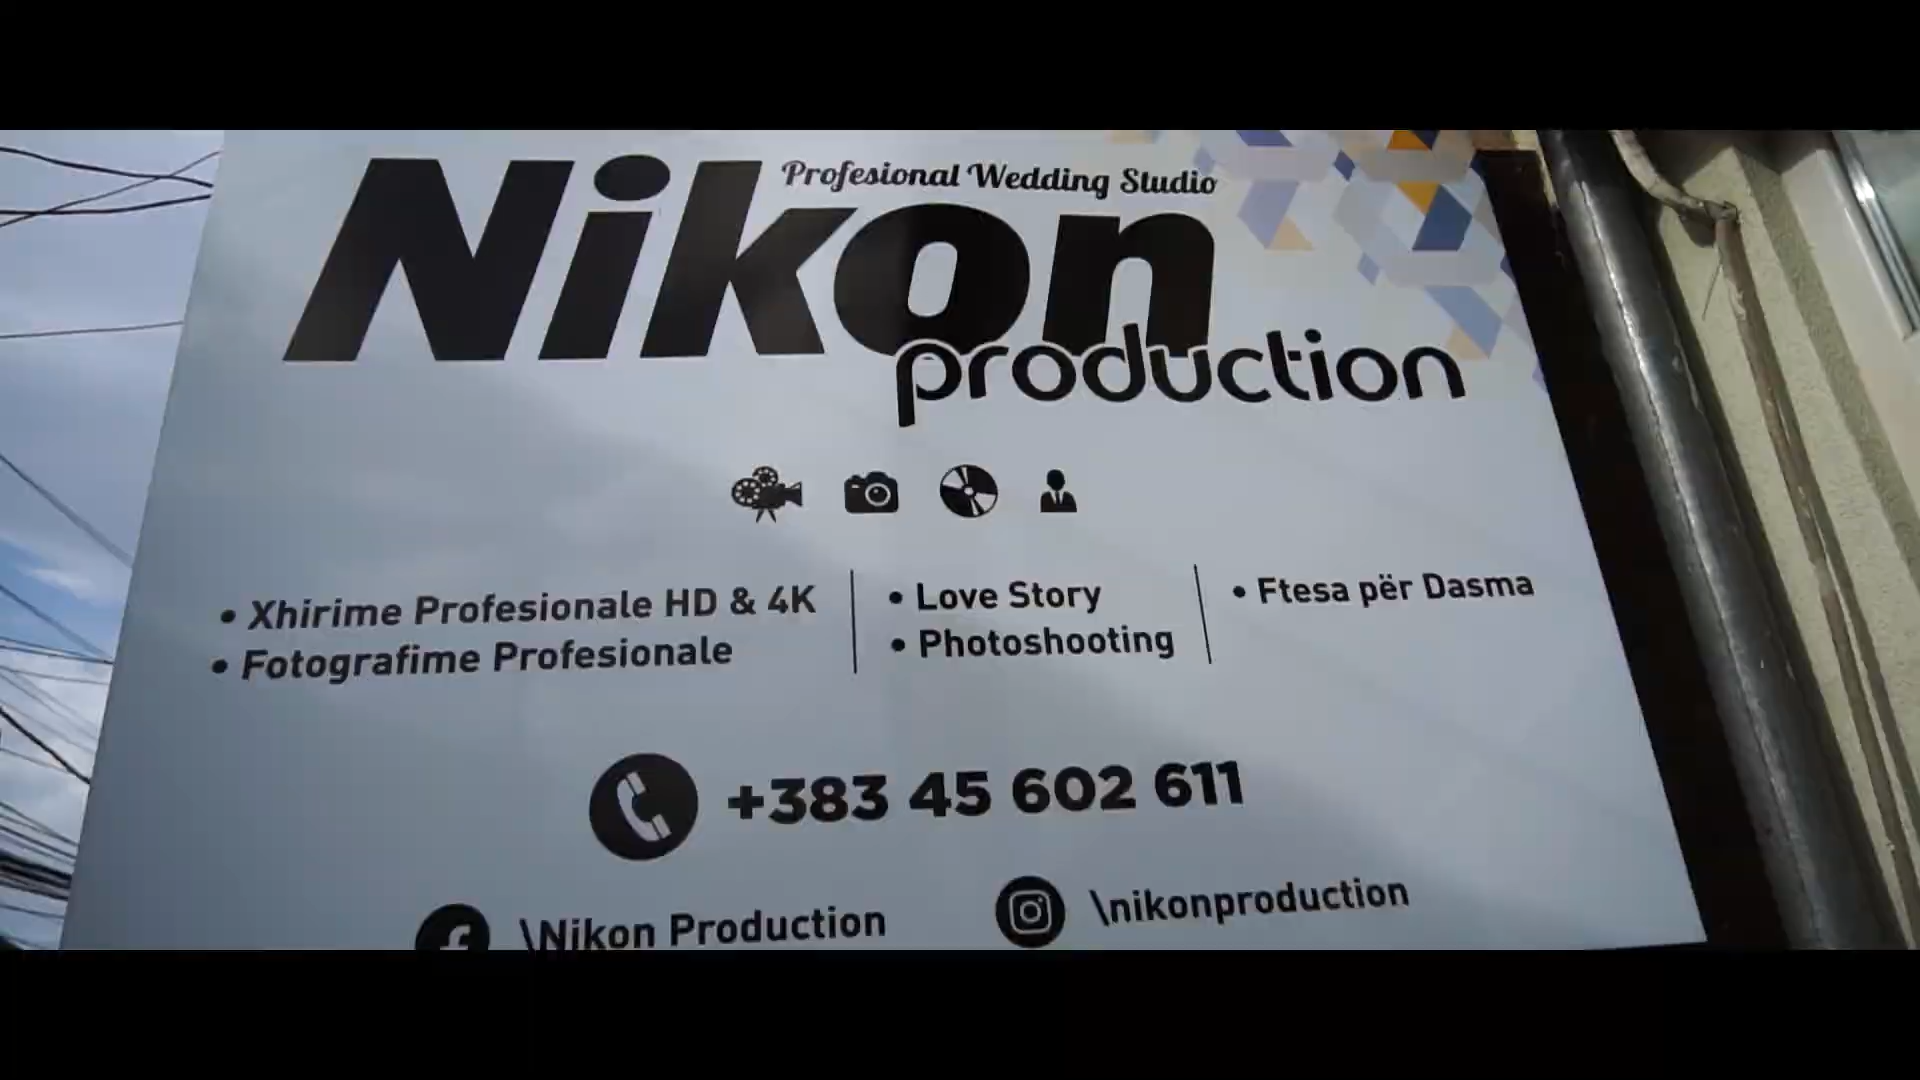 Profesional Wedding Studio
Nikon
production
• Xhirime Profesionale HD & 4K
• Fotografime Profesionale
• Love Story
• Photoshooting
• Ftesa për Dasma
+383 45 602 611
\Nikon Production
\nikonproduction